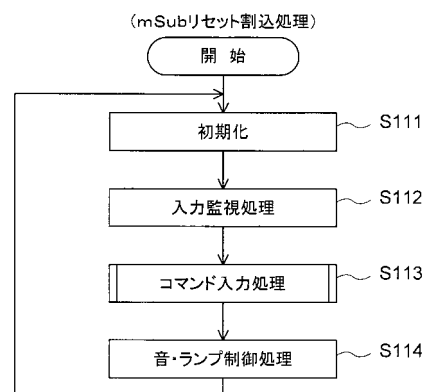 (mSubリセット割込処理)
開 始
初期化
S111
入力監視処理
S112
コマンド入力処理
S113
音・ランプ制御処理
S114